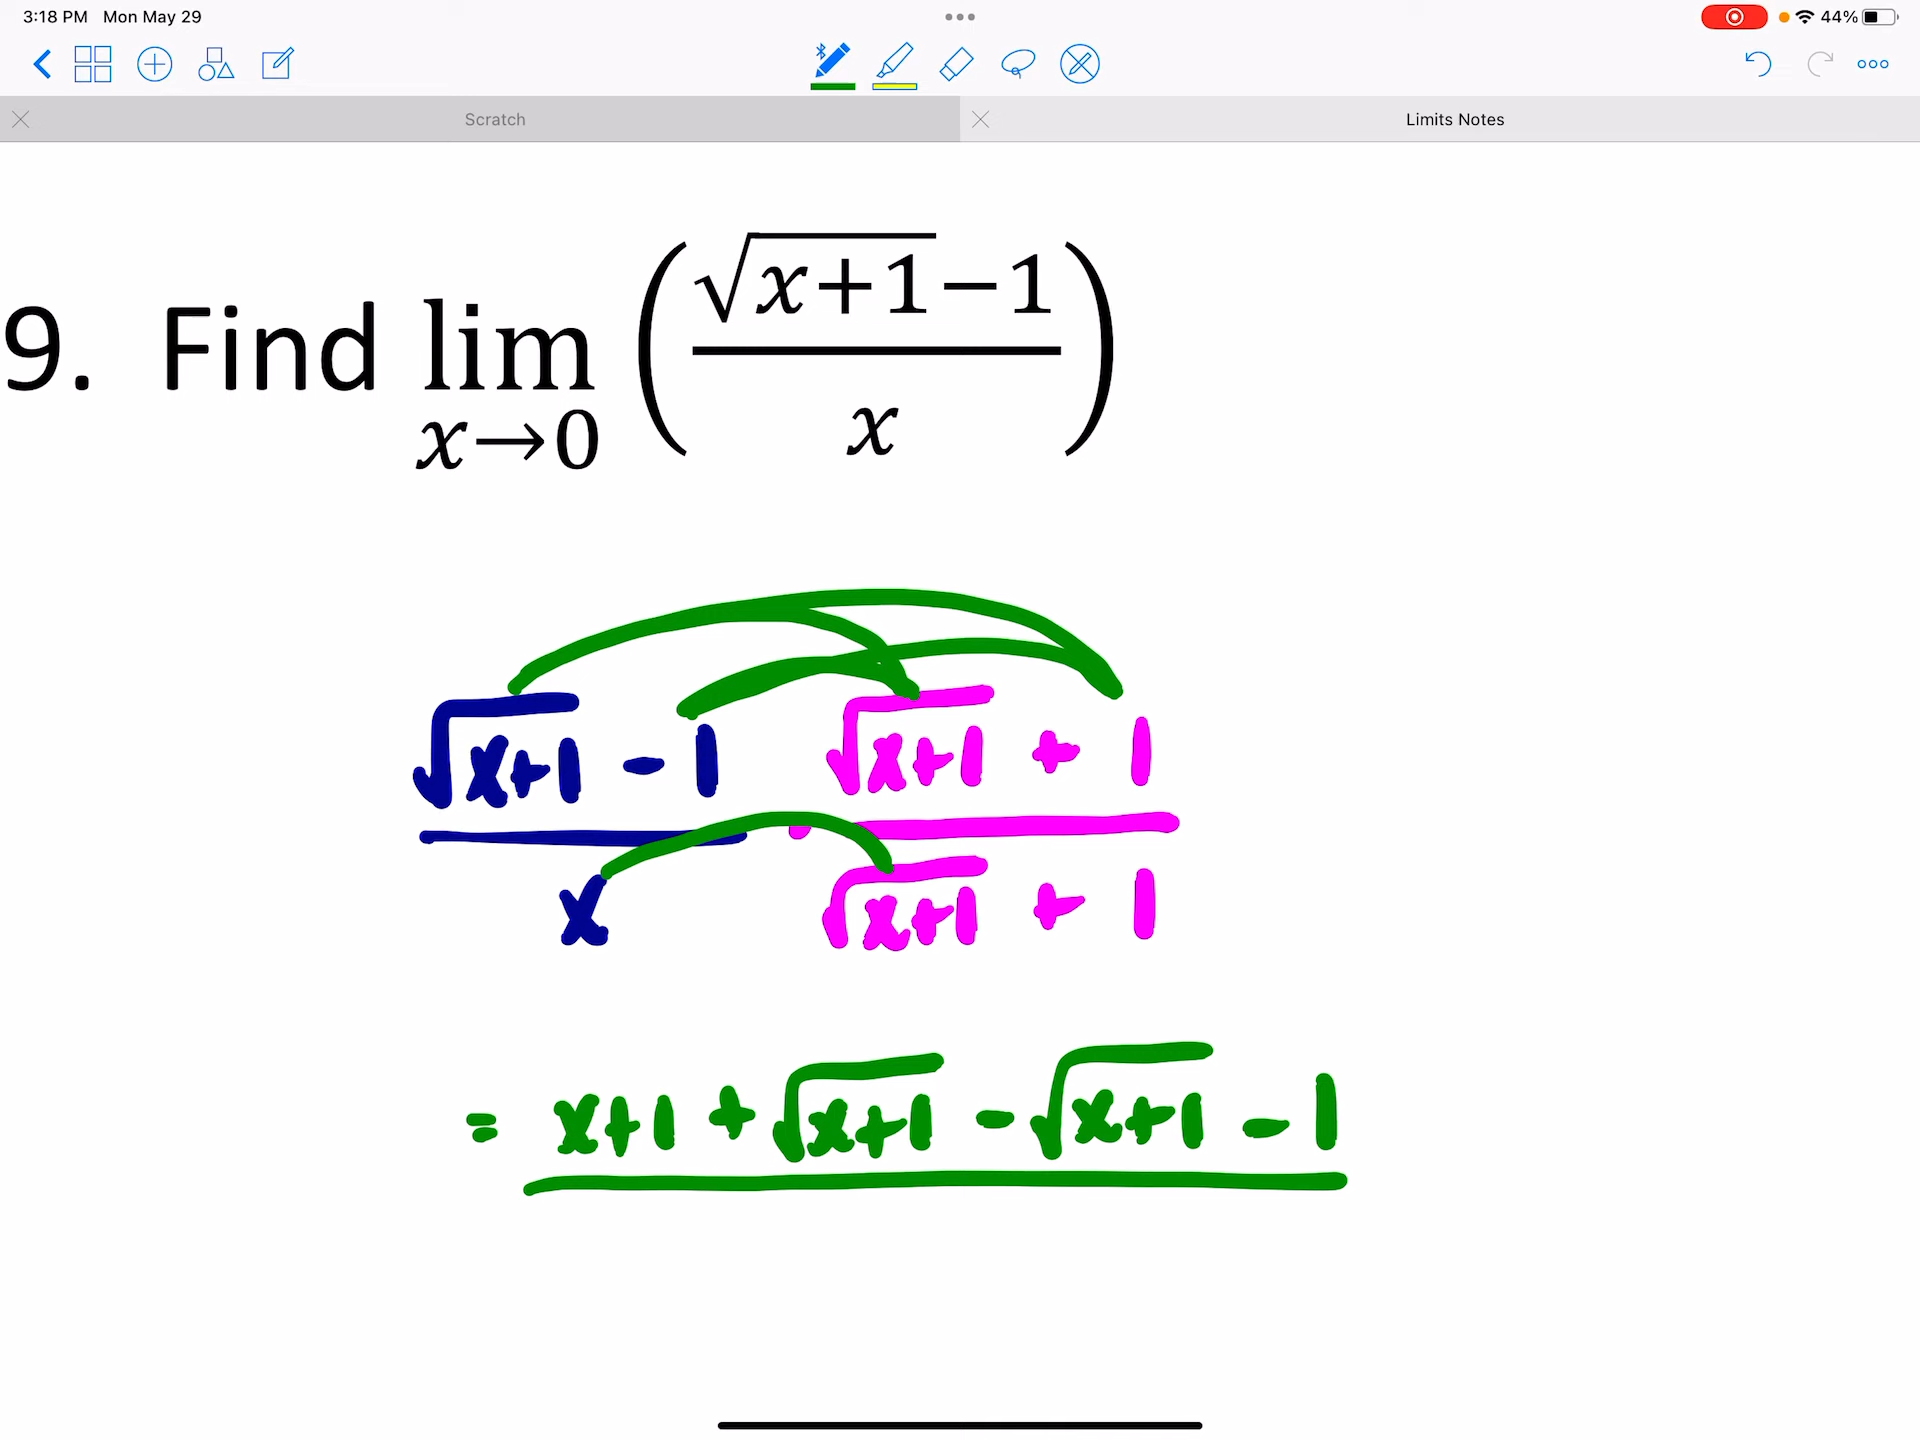 3:18 PM Mon May 29 44%
Scratch Limits Notes
9. Find lim x→0 (√(x+1)−1 / x)
√(x+1) - 1 / x · √(x+1) + 1 / √(x+1) + 1
= x+1 + √(x+1) - √(x+1) - 1